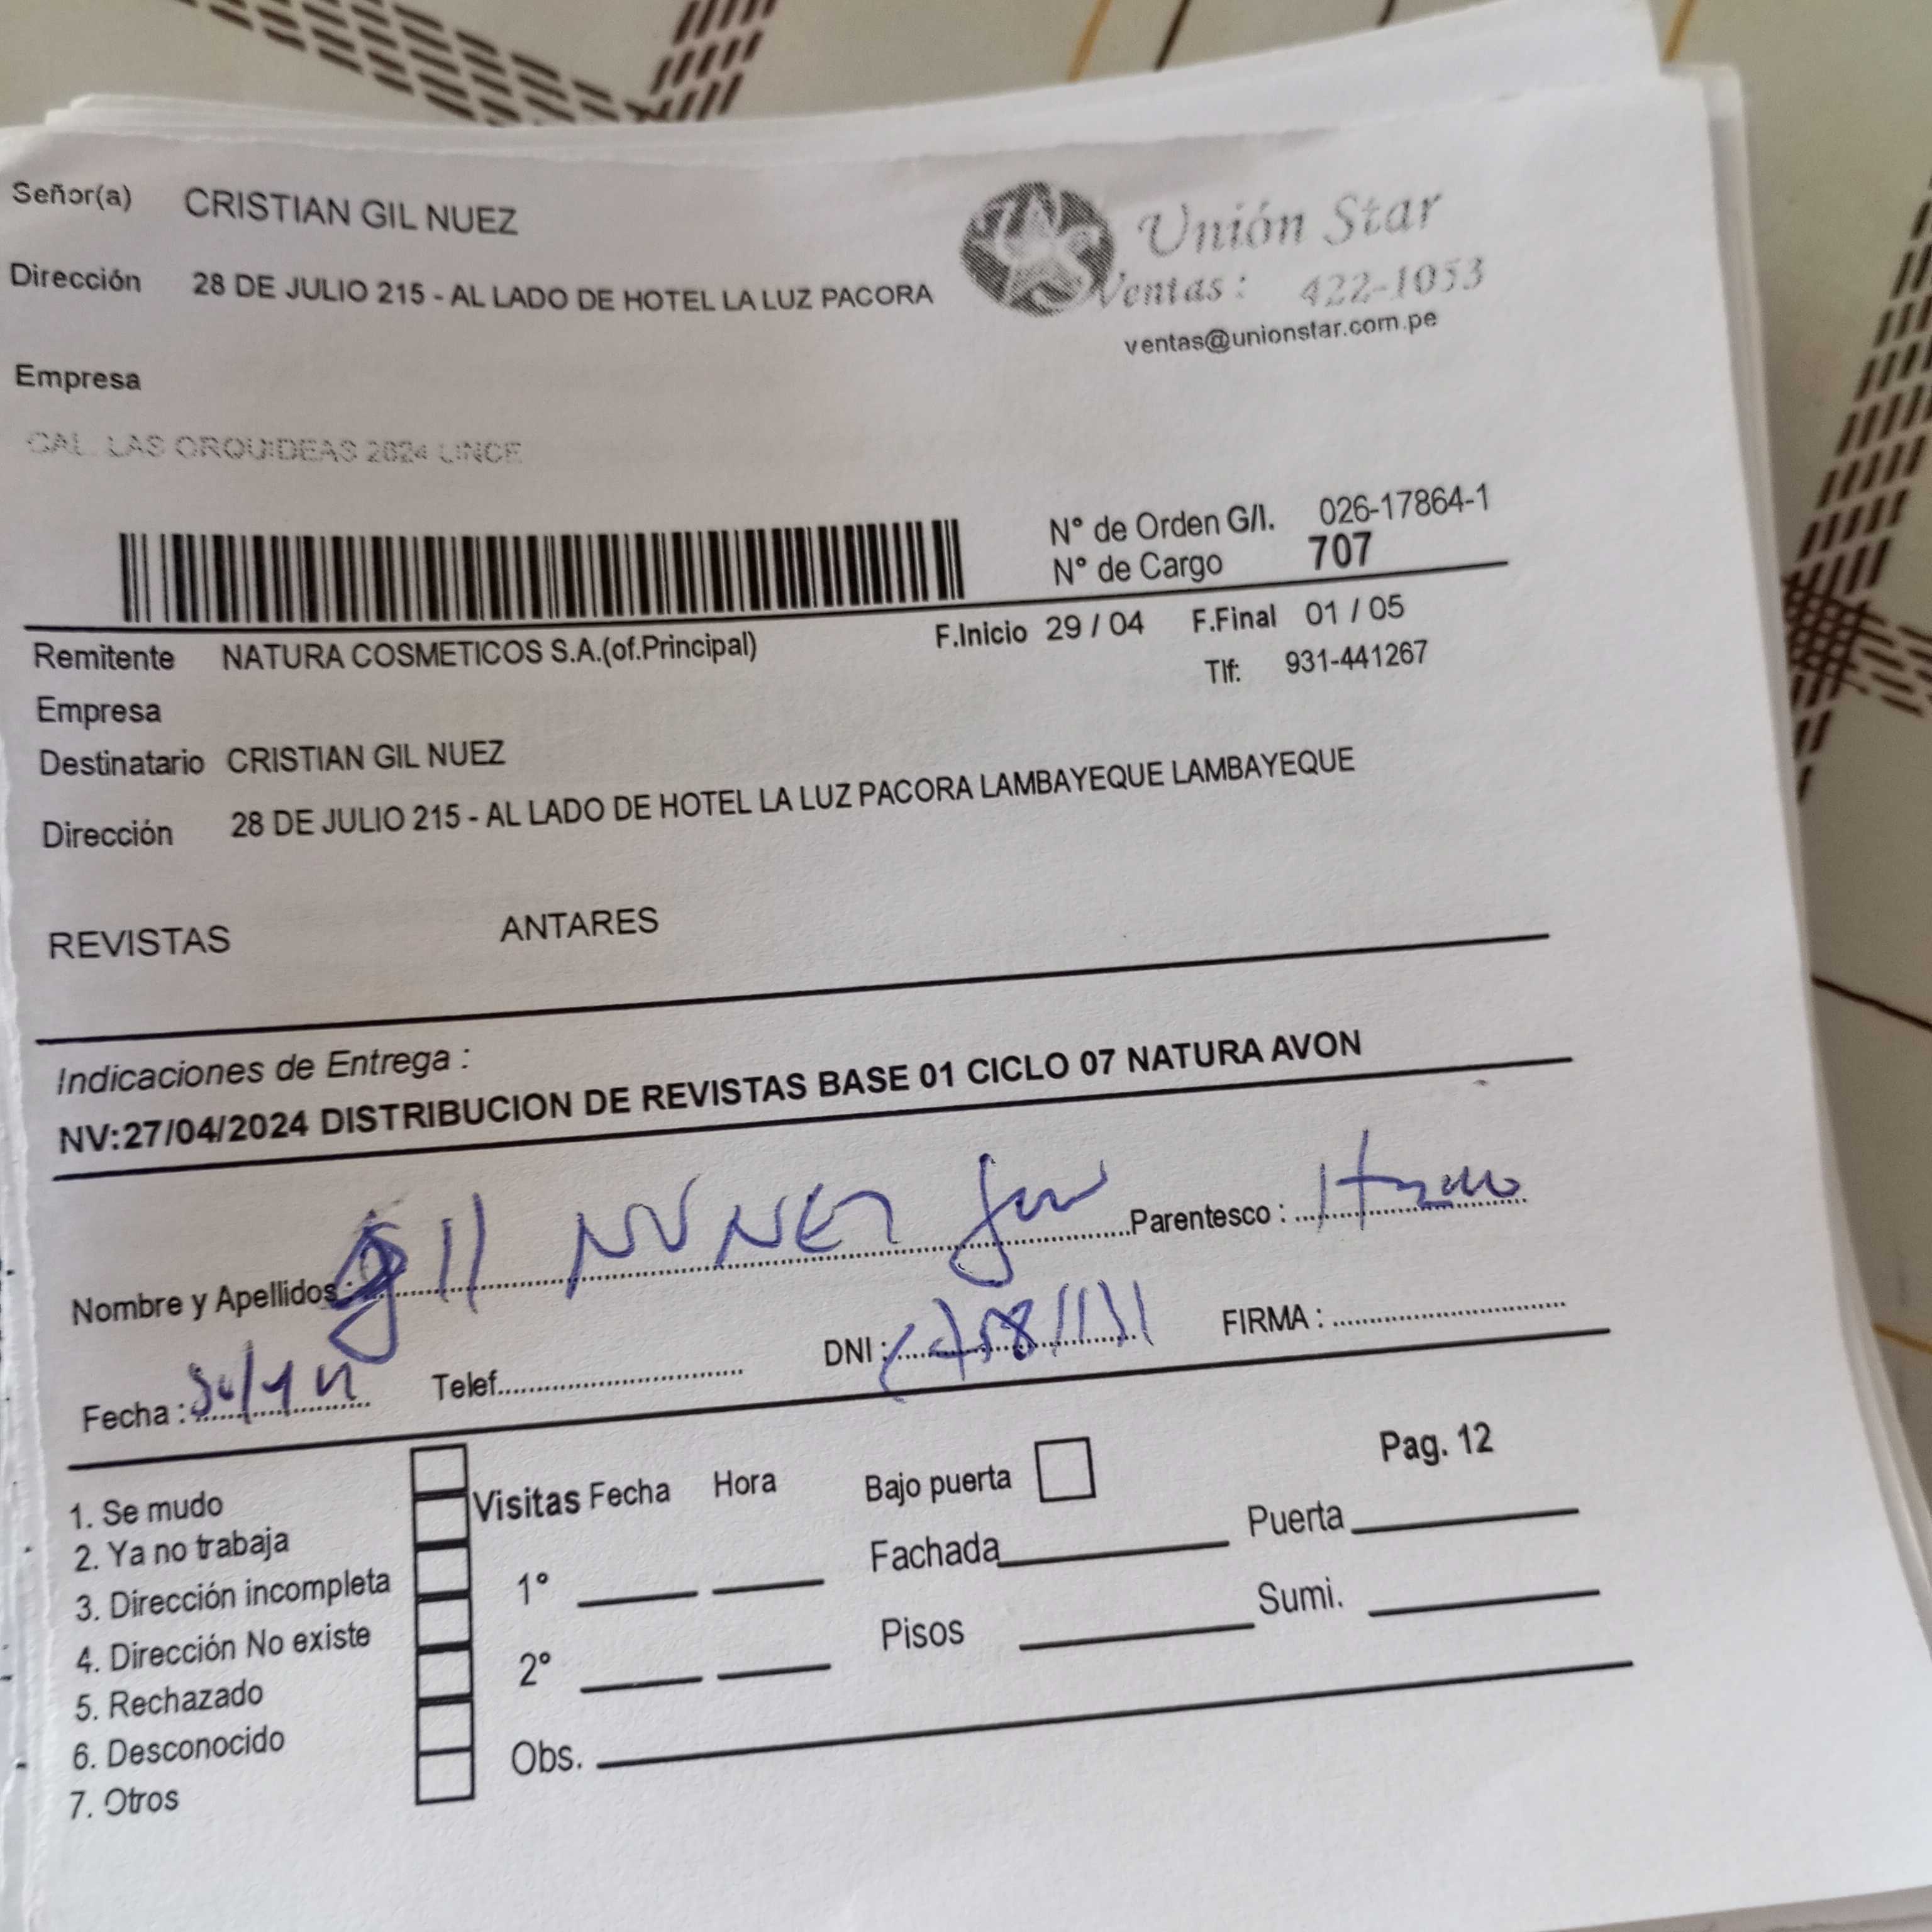 Señor(a) CRISTIAN GIL NUEZ
Unión Star
Dirección 28 DE JULIO 215 - AL LADO DE HOTEL LA LUZ PACORA
Ventas: 422-1053
ventas@unionstar.com.pe
Empresa
CAL. LAS ORQUIDEAS 2624 LINCE
N° de Orden G/I. 026-17864-1
N° de Cargo 707
Remitente NATURA COSMETICOS S.A.(of.Principal) F.Inicio 29 / 04 F.Final 01 / 05
Tlf: 931-441267
Empresa
Destinatario CRISTIAN GIL NUEZ
Dirección 28 DE JULIO 215 - AL LADO DE HOTEL LA LUZ PACORA LAMBAYEQUE LAMBAYEQUE
REVISTAS ANTARES
Indicaciones de Entrega :
NV:27/04/2024 DISTRIBUCION DE REVISTAS BASE 01 CICLO 07 NATURA AVON
Nombre y Apellidos : gil NUNEZ Parentesco :
Fecha : Telef. DNI : FIRMA :
Pag. 12
1. Se mudo
2. Ya no trabaja
3. Dirección incompleta
4. Dirección No existe
5. Rechazado
6. Desconocido
7. Otros
Visitas Fecha Hora Bajo puerta
1° Fachada Puerta
2° Pisos Sumi.
Obs.